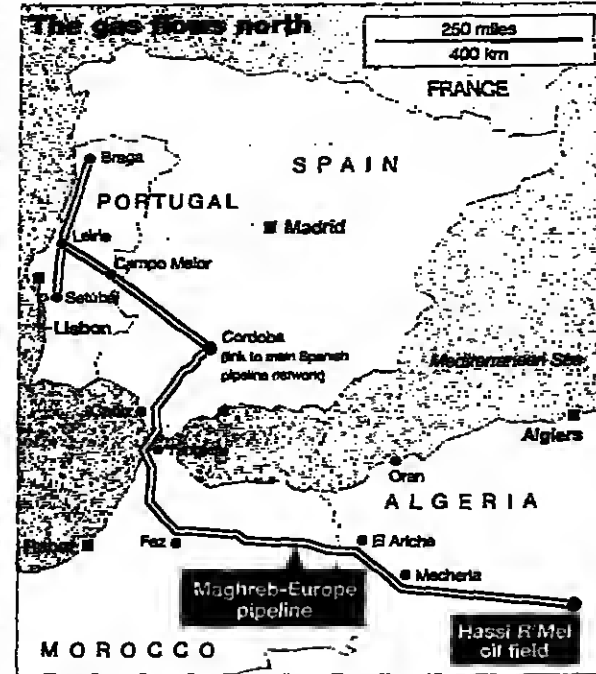 The gas flows north
250 miles
400 km
FRANCE
SPAIN
Braga
PORTUGAL
Madrid
Leiria
Campo Maior
Setúbal
Lisbon
Cordoba
(link to main Spanish
pipeline network)
Mediterranean Sea
Cadiz
Algiers
Tangier
Oran
ALGERIA
Rabat
Fez
El Aricha
Mecheria
Maghreb-Europe
pipeline
Hassi R'Mel
oil field
MOROCCO